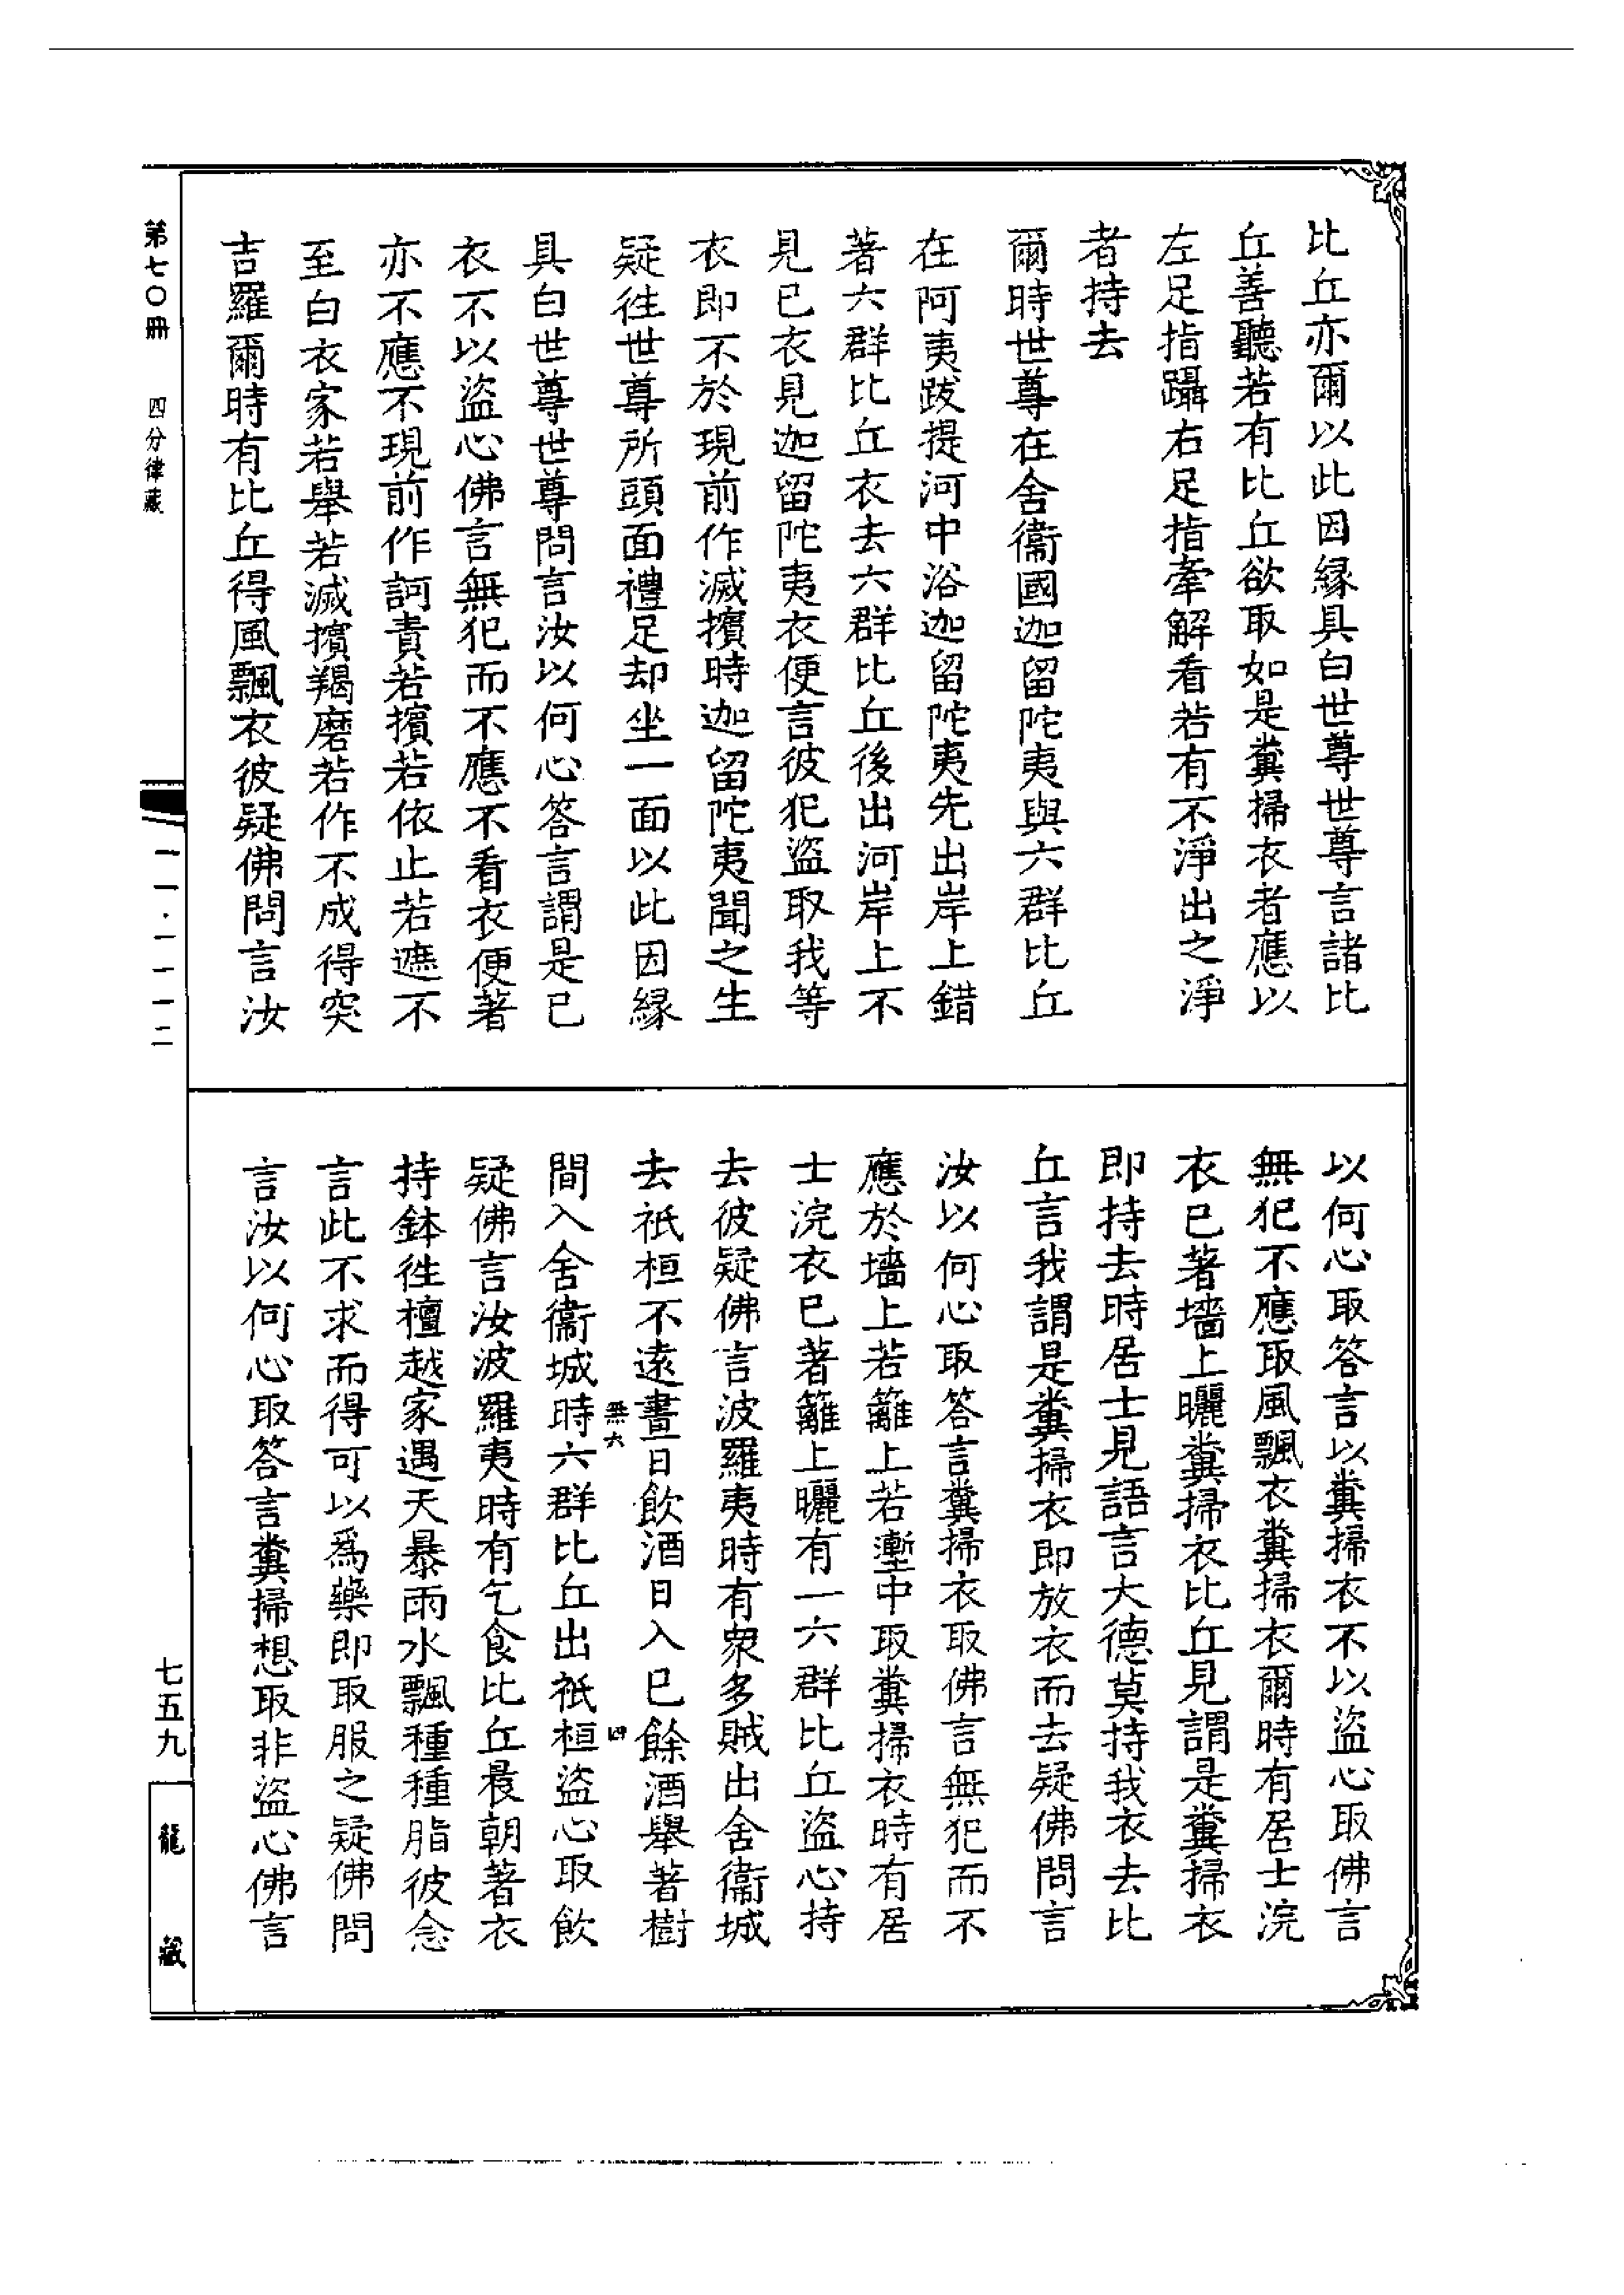 比丘亦爾以此因緣具白世尊世尊言諸比
丘善聽若有比丘欲取如是糞掃衣者應以
左足指躡右足指牽解看若有不淨出之淨
者持去
爾時世尊在舍衞國迦留陀夷與六群比丘
在阿夷跋提河中浴迦留陀夷先出岸上錯
著六群比丘衣去六群比丘後出河岸上不
見已衣見迦留陀夷衣便言彼犯盜取我等
衣即不於現前作滅擯時迦留陀夷聞之生
疑徃世尊所頭面禮足却坐一面以此因緣
具白世尊世尊問言汝以何心答言謂是已
衣不以盜心佛言無犯而不應不看衣便著
亦不應不現前作訶責若擯若依止若遮不
至白衣家若舉若滅擯羯磨若作不成得突
吉羅爾時有比丘得風飄衣彼疑佛問言汝
以何心取答言以糞掃衣不以盜心取佛言
無犯不應取風飄衣糞掃衣爾時有居士浣
衣已著墻上曬糞掃衣比丘見謂是糞掃衣
即持去時居士見語言大德莫持我衣去比
丘言我謂是糞掃衣即放衣而去疑佛問言
汝以何心取答言糞掃衣取佛言無犯而不
應於墻上若籬上若壍中取糞掃衣時有居
士浣衣已著籬上曬有一六群比丘盜心持
去彼疑佛言波羅夷時有衆多賊出舍衞城
去祇桓不遠晝日飲酒日入已餘酒舉著樹
無六
四
間入舍衞城時六群比丘出祇桓盜心取飲
疑佛言汝波羅夷時有乞食比丘晨朝著衣
持鉢徃檀越家遇天暴雨水飄種種脂彼念
言此不求而得可以爲藥即取服之疑佛問
言汝以何心取答言糞掃想取非盜心佛言
第七〇冊
四分律藏
一一·一一一二
七五九
龍藏